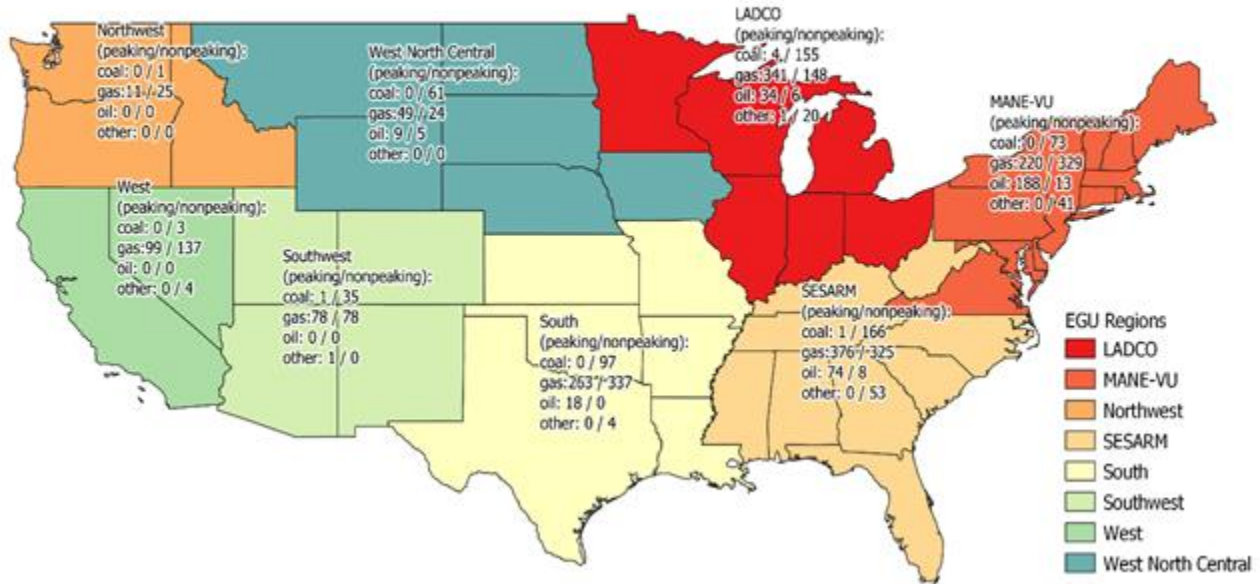 Northwest
(peaking/nonpeaking):
coal: 0 / 1
gas:11 / 25
oil: 0 / 0
other: 0 / 0
West North Central
(peaking/nonpeaking):
coal: 0 / 61
gas:49 / 24
oil: 9 / 5
other: 0 / 0
LADCO
(peaking/nonpeaking):
coal: 4 / 155
gas:341 / 148
oil: 34 / 6
other: 1 / 20
MANE-VU
(peaking/nonpeaking):
coal: 0 / 73
gas:220 / 329
oil: 188 / 13
other: 0 / 41
West
(peaking/nonpeaking):
coal: 0 / 3
gas:99 / 137
oil: 0 / 0
other: 0 / 4
Southwest
(peaking/nonpeaking):
coal: 1 / 35
gas:78 / 78
oil: 0 / 0
other: 1 / 0
South
(peaking/nonpeaking):
coal: 0 / 97
gas:263 / 337
oil: 18 / 0
other: 0 / 4
SESARM
(peaking/nonpeaking):
coal: 1 / 166
gas:376 / 325
oil: 74 / 8
other: 0 / 53
EGU Regions
LADCO
MANE-VU
Northwest
SESARM
South
Southwest
West
West North Central